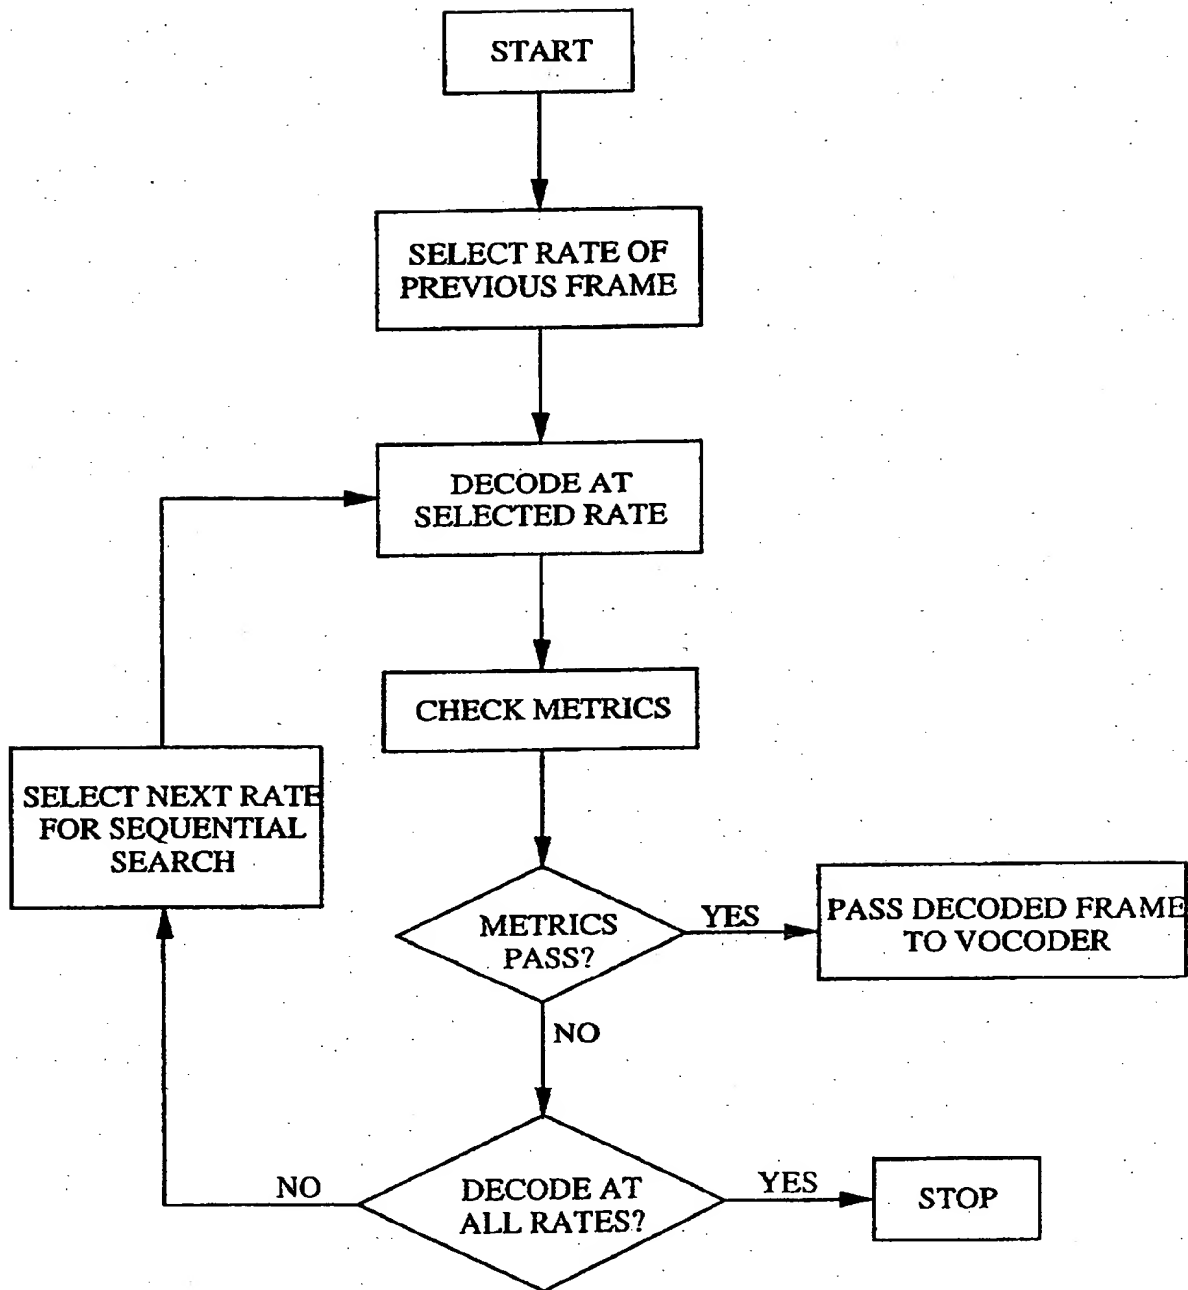 START
SELECT RATE OF
PREVIOUS FRAME
DECODE AT
SELECTED RATE
CHECK METRICS
SELECT NEXT RATE
FOR SEQUENTIAL
SEARCH
METRICS
PASS?
YES
PASS DECODED FRAME
TO VOCODER
NO
DECODE AT
ALL RATES?
NO
YES
STOP